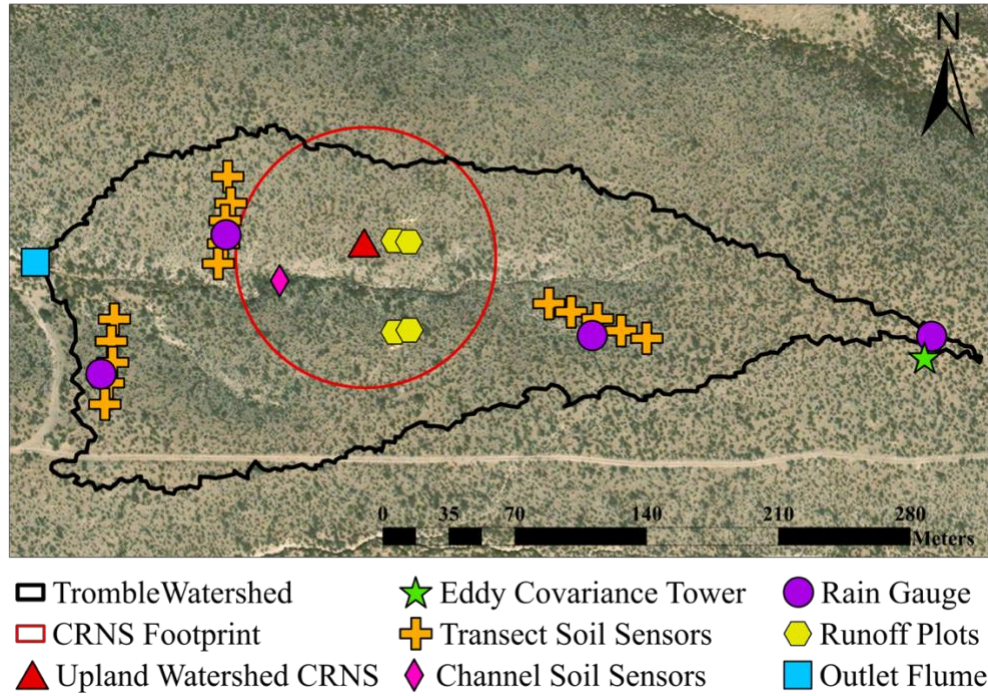 N
0 35 70 140 210 280
Meters
TrombleWatershed
Eddy Covariance Tower
Rain Gauge
CRNS Footprint
Transect Soil Sensors
Runoff Plots
Upland Watershed CRNS
Channel Soil Sensors
Outlet Flume